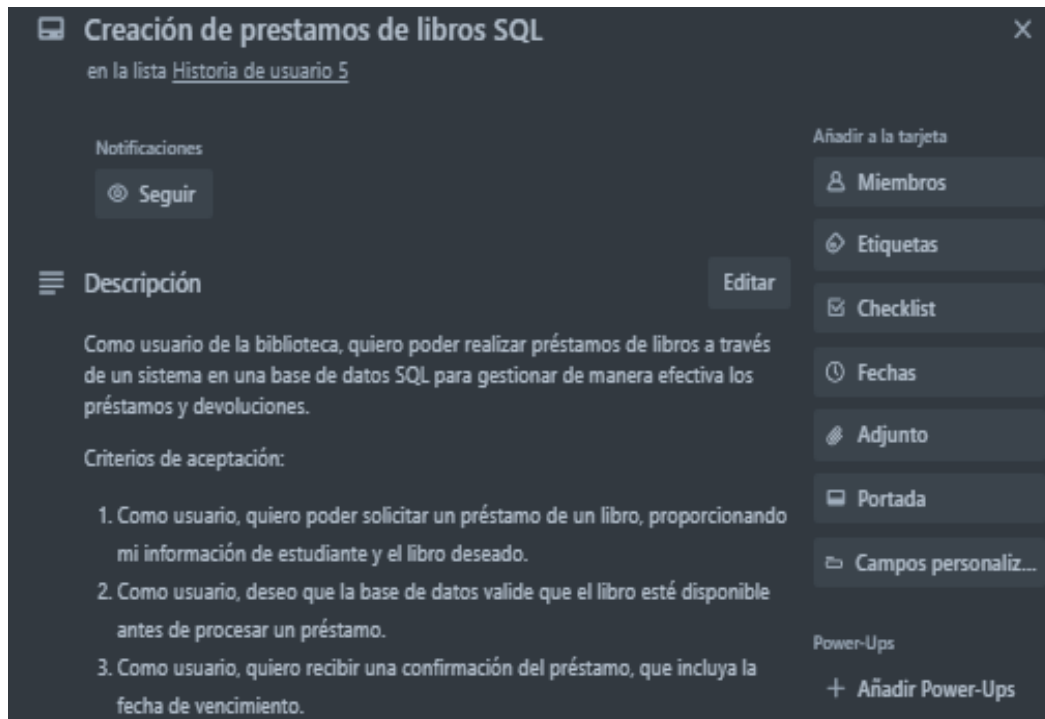 Creación de prestamos de libros SQL
en la lista Historia de usuario 5
Notificaciones
Seguir
Descripción
Editar
Como usuario de la biblioteca, quiero poder realizar préstamos de libros a través
de un sistema en una base de datos SQL para gestionar de manera efectiva los
préstamos y devoluciones.
Criterios de aceptación:
1. Como usuario, quiero poder solicitar un préstamo de un libro, proporcionando
mi información de estudiante y el libro deseado.
2. Como usuario, deseo que la base de datos valide que el libro esté disponible
antes de procesar un préstamo.
3. Como usuario, quiero recibir una confirmación del préstamo, que incluya la
fecha de vencimiento.
Añadir a la tarjeta
Miembros
Etiquetas
Checklist
Fechas
Adjunto
Portada
Campos personaliz...
Power-Ups
+ Añadir Power-Ups